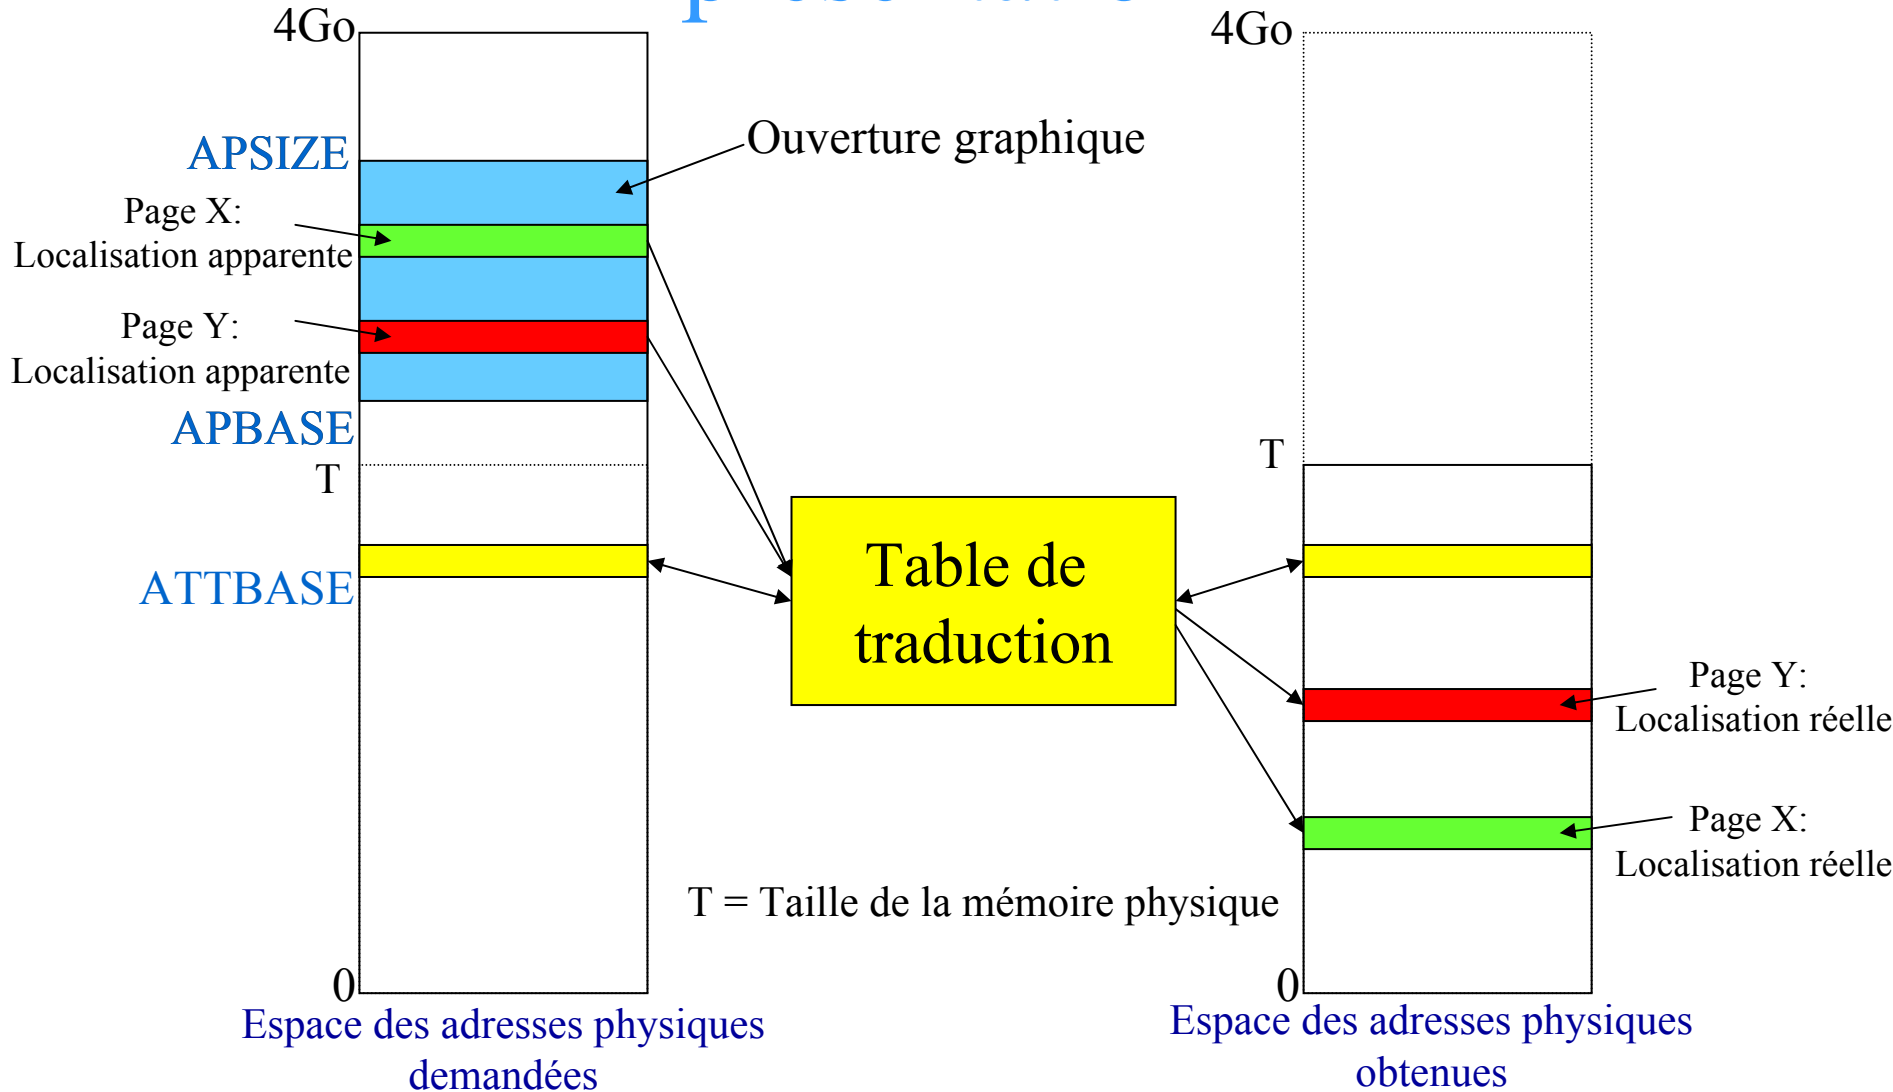 4Go
4Go
APSIZE
Ouverture graphique
Page X:
Localisation apparente
Page Y:
Localisation apparente
APBASE
T
T
ATTBASE
Table de
traduction
Page Y:
Localisation réelle
Page X:
Localisation réelle
T = Taille de la mémoire physique
0
0
Espace des adresses physiques
demandées
Espace des adresses physiques
obtenues